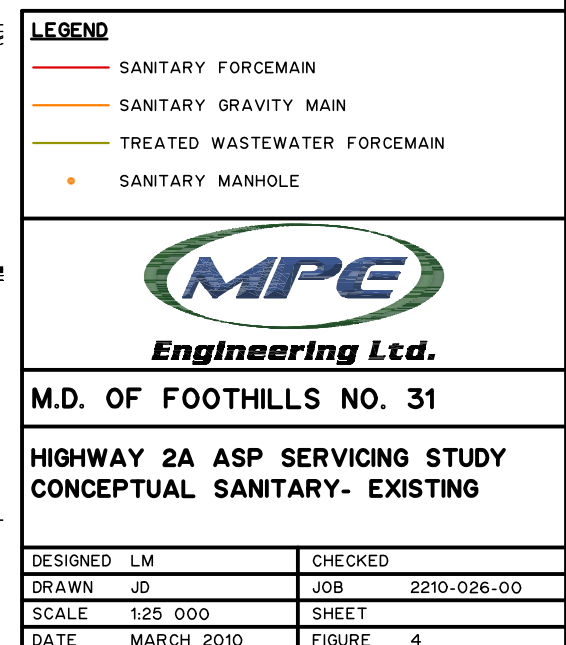 LEGEND
SANITARY FORCEMAIN
SANITARY GRAVITY MAIN
TREATED WASTEWATER FORCEMAIN
SANITARY MANHOLE
MPE
Engineering Ltd.
M.D. OF FOOTHILLS NO. 31
HIGHWAY 2A ASP SERVICING STUDY
CONCEPTUAL SANITARY- EXISTING
DESIGNED LM CHECKED
DRAWN JD JOB 2210-026-00
SCALE 1:25 000 SHEET
DATE MARCH 2010 FIGURE 4